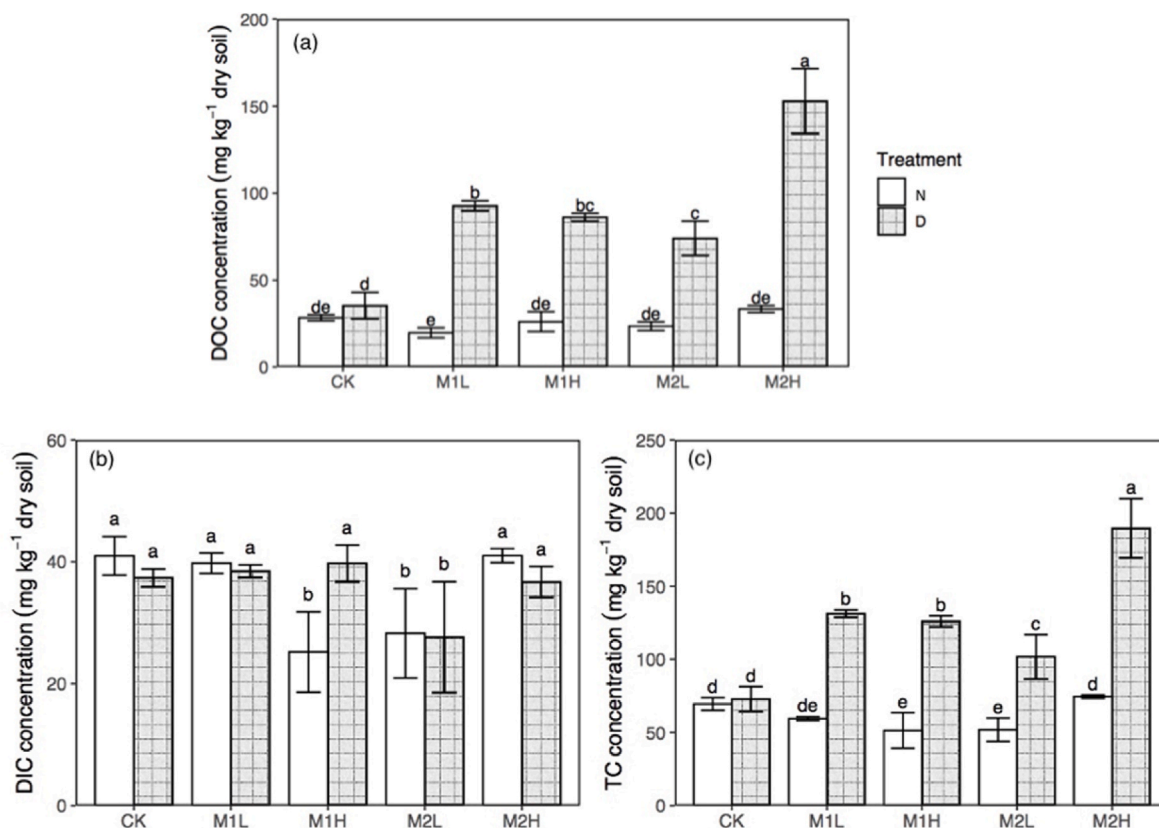 (a)
DOC concentration (mg kg⁻¹ dry soil)
200
150
100
50
0
de
d
e
b
de
bc
de
c
de
a
CK M1L M1H M2L M2H
Treatment
N
D
(b)
DIC concentration (mg kg⁻¹ dry soil)
60
40
20
0
a
a
a
a
b
a
b
b
a
a
CK M1L M1H M2L M2H
(c)
TC concentration (mg kg⁻¹ dry soil)
250
200
150
100
50
0
d
d
de
b
e
b
e
c
d
a
CK M1L M1H M2L M2H